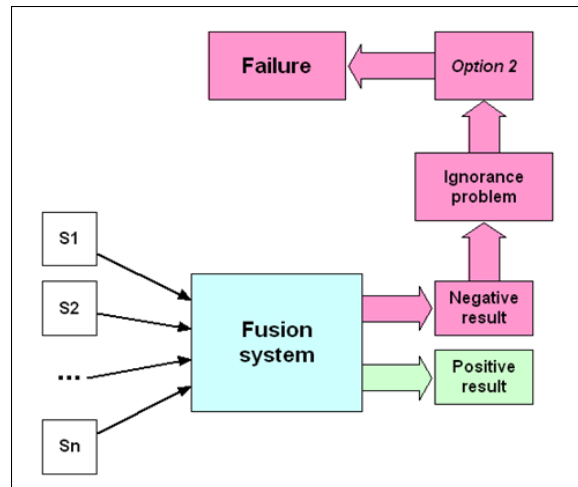 Failure
Option 2
Ignorance
problem
S1
S2
...
Sn
Fusion
system
Negative
result
Positive
result